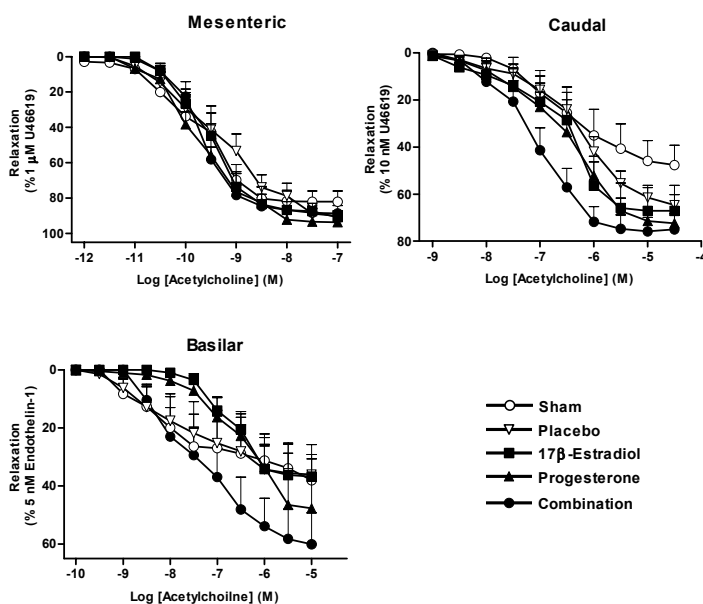 Mesenteric
0
20
40
60
80
100
Relaxation
(% 1 µM U46619)
-12 -11 -10 -9 -8 -7
Log [Acetylcholine] (M)
Caudal
0
20
40
60
80
Relaxation
(% 10 nM U46619)
-9 -8 -7 -6 -5 -4
Log [Acetylcholine] (M)
Basilar
0
20
40
60
Relaxation
(% 5 nM Endothelin-1)
-10 -9 -8 -7 -6 -5
Log [Acetylcholine] (M)
Sham
Placebo
17β-Estradiol
Progesterone
Combination